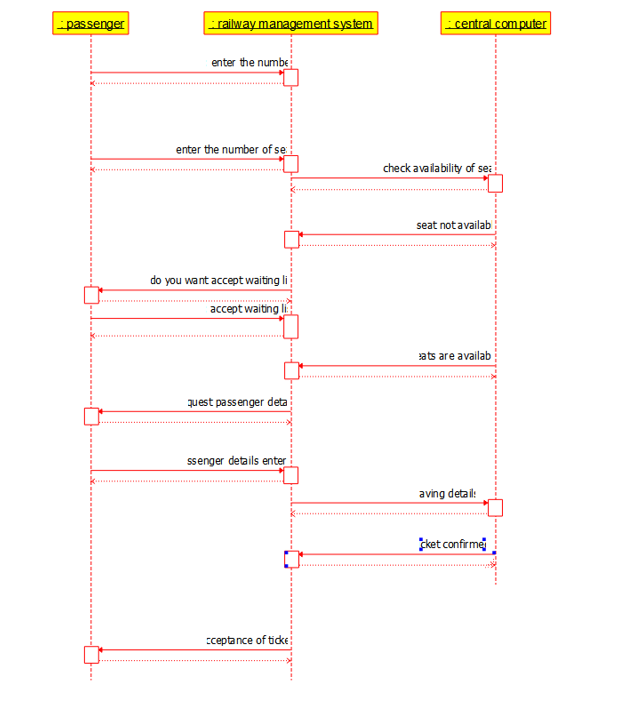 : passenger
: railway management system
: central computer
enter the numbe
enter the number of se
check availability of sea
seat not availab
do you want accept waiting li
accept waiting li
ats are availab
quest passenger deta
ssenger details enter
aving details
cket confirme
cceptance of ticke